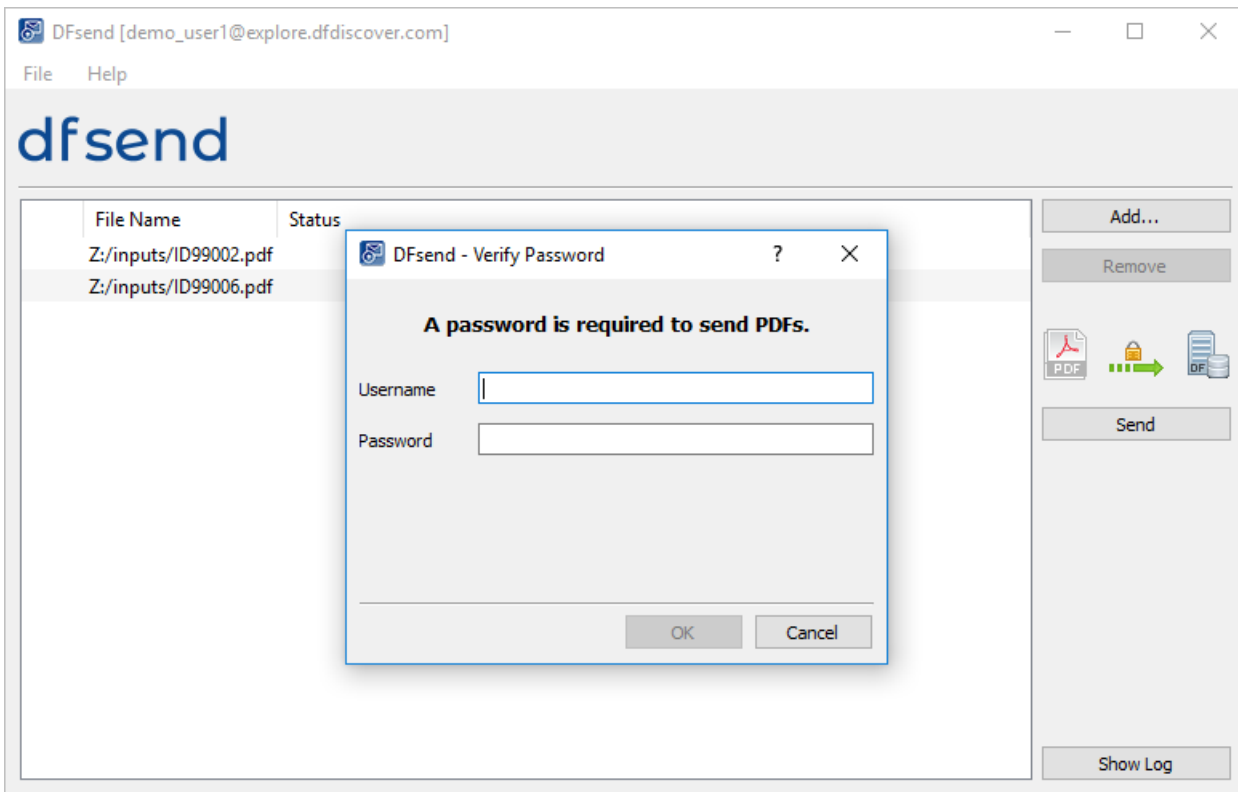 DFsend [demo_user1@explore.dfdiscover.com]
File Help
dfsend
File Name Status
Z:/inputs/ID99002.pdf
Z:/inputs/ID99006.pdf
DFsend - Verify Password ?
A password is required to send PDFs.
Username
Password
OK Cancel
Add...
Remove
PDF DF
Send
Show Log